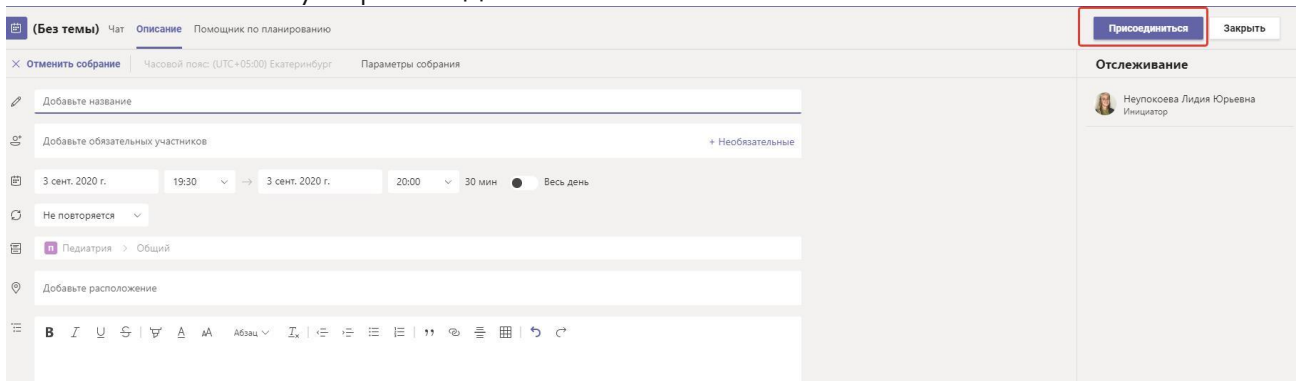 (Без темы) Чат Описание Помощник по планированию Присоединиться Закрыть
Отменить собрание Часовой пояс: (UTC+05:00) Екатеринбург Параметры собрания Отслеживание
Добавьте название
Неупокоева Лидия Юрьевна
Инициатор
Добавьте обязательных участников + Необязательные
3 сент. 2020 г. 19:30 → 3 сент. 2020 г. 20:00 30 мин Весь день
Не повторяется
П Педиатрия > Общий
Добавьте расположение
B I U S A AA Абзац Tx